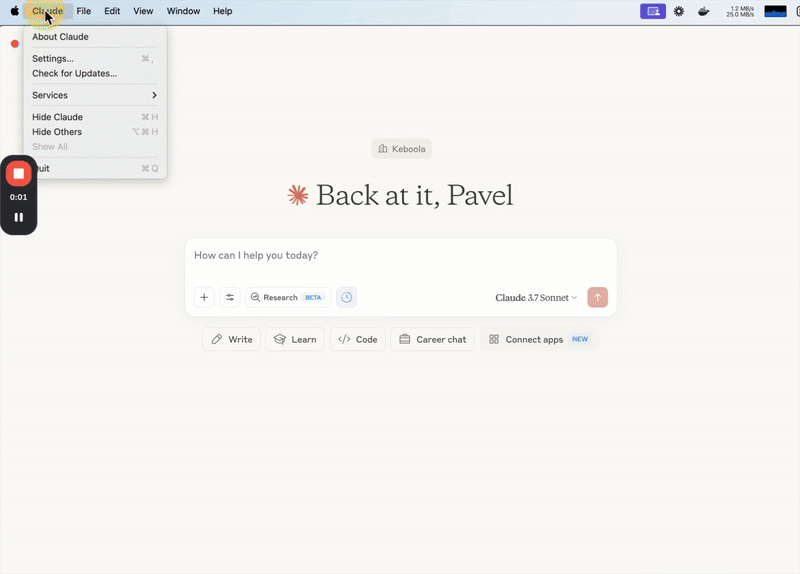 Claude File Edit View Window Help
1.2 MB/s
25.0 MB/s
About Claude
Settings... ⌘ ,
Check for Updates...
Services
Hide Claude ⌘ H
Hide Others ⌥ ⌘ H
Show All
Quit ⌘ Q
0:01
Keboola
Back at it, Pavel
How can I help you today?
Research BETA
Claude 3.7 Sonnet
Write Learn </> Code Career chat Connect apps NEW